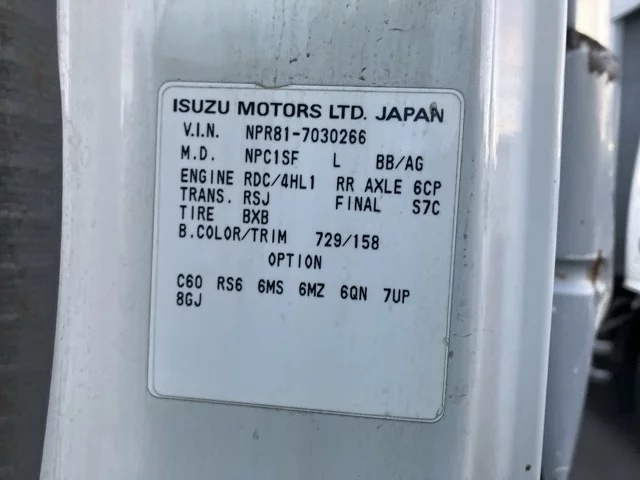 ISUZU MOTORS LTD. JAPAN
V.I.N. NPR81-7030266
M.D. NPC1SF L BB/AG
ENGINE RDC/4HL1 RR AXLE 6CP
TRANS. RSJ FINAL S7C
TIRE BXB
B.COLOR/TRIM 729/158
OPTION
C60 RS6 6MS 6MZ 6QN 7UP
8GJ